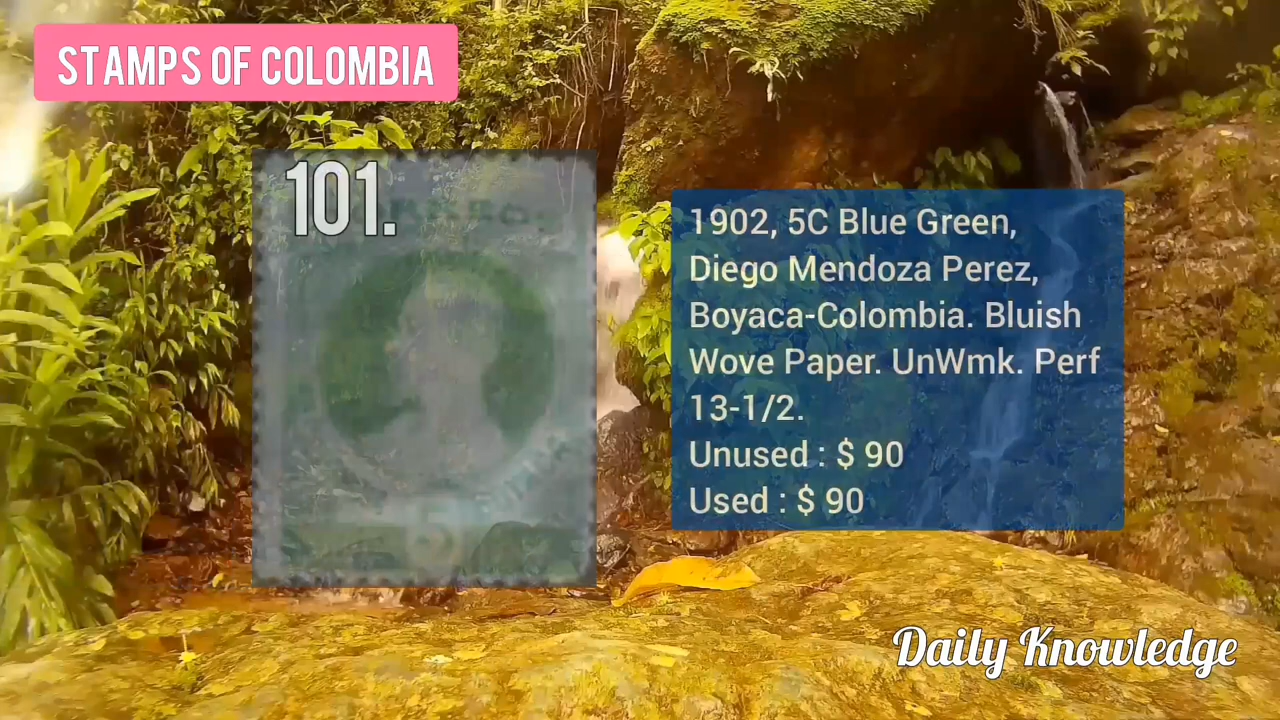 STAMPS OF COLOMBIA
101.
1902, 5C Blue Green,
Diego Mendoza Perez,
Boyaca-Colombia. Bluish
Wove Paper. UnWmk. Perf
13-1/2.
Unused : $ 90
Used : $ 90
5
Daily Knowledge